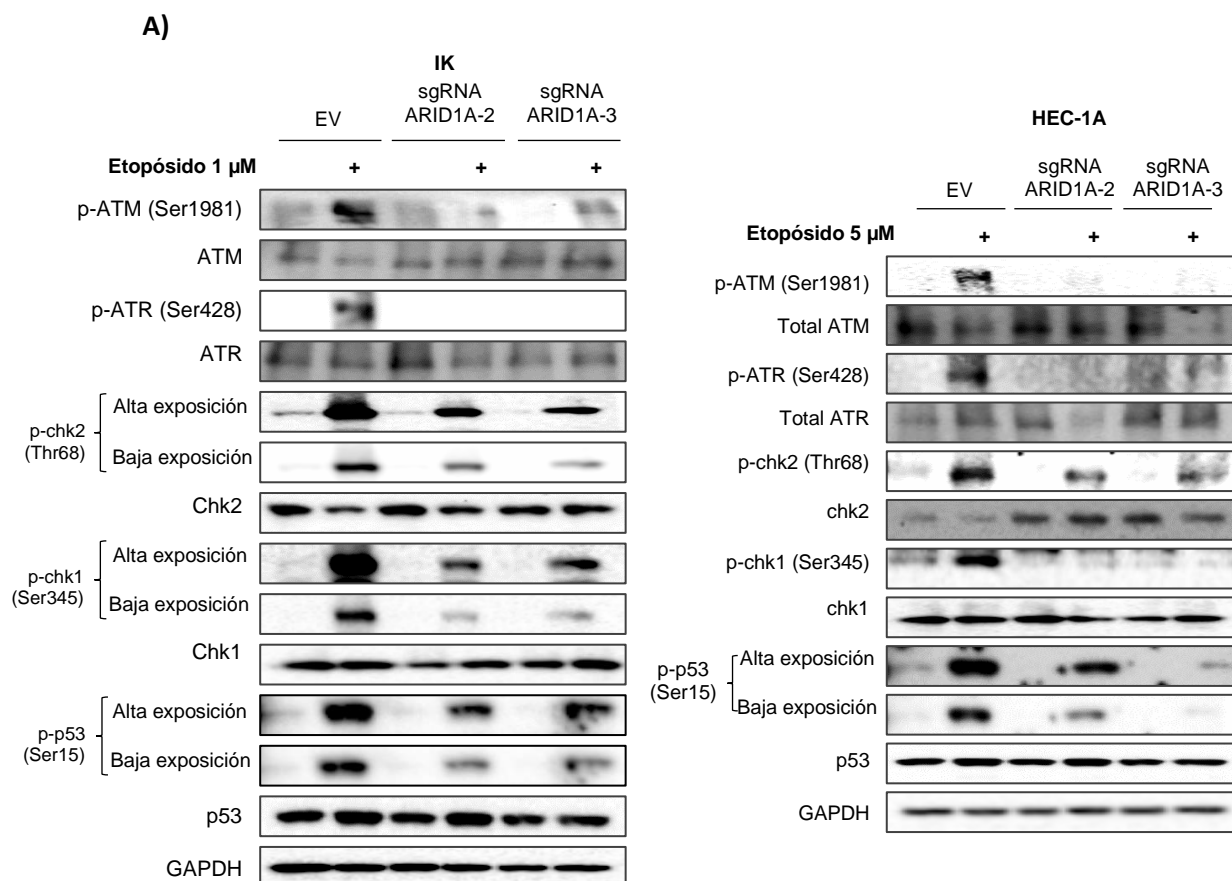 A)
IK
EV
sgRNA
ARID1A-2
sgRNA
ARID1A-3
Etopósido 1 µM + + +
p-ATM (Ser1981)
ATM
p-ATR (Ser428)
ATR
p-chk2
(Thr68)
Alta exposición
Baja exposición
Chk2
p-chk1
(Ser345)
Alta exposición
Baja exposición
Chk1
p-p53
(Ser15)
Alta exposición
Baja exposición
p53
GAPDH
HEC-1A
EV
sgRNA
ARID1A-2
sgRNA
ARID1A-3
Etopósido 5 µM + + +
p-ATM (Ser1981)
Total ATM
p-ATR (Ser428)
Total ATR
p-chk2 (Thr68)
chk2
p-chk1 (Ser345)
chk1
p-p53
(Ser15)
Alta exposición
Baja exposición
p53
GAPDH